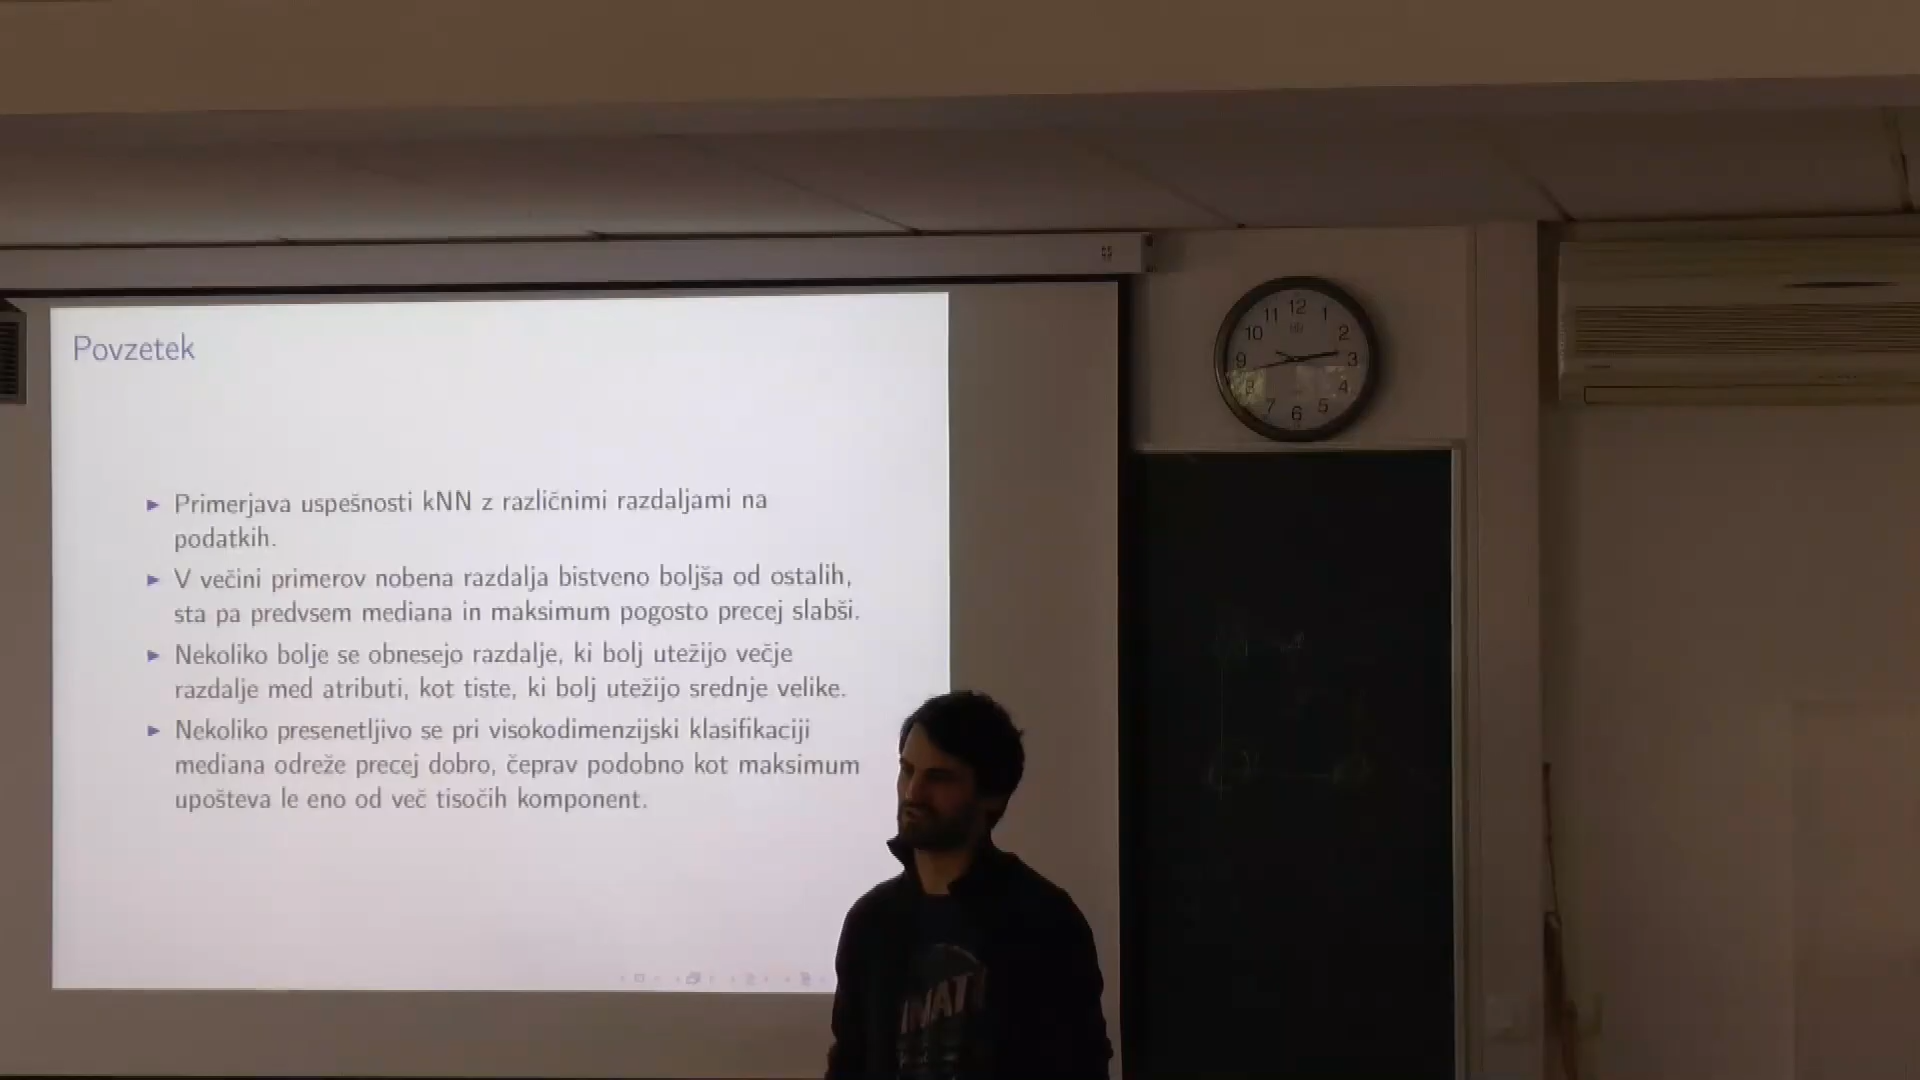 Povzetek
Primerjava uspešnosti kNN z različnimi razdaljami na
podatkih.
V večini primerov nobena razdalja bistveno boljša od ostalih,
sta pa predvsem mediana in maksimum pogosto precej slabši.
Nekoliko bolje se obnesejo razdalje, ki bolj utežijo večje
razdalje med atributi, kot tiste, ki bolj utežijo srednje velike.
Nekoliko presenetljivo se pri visokodimenzijski klasifikaciji
mediana odreže precej dobro, čeprav podobno kot maksimum
upošteva le eno od več tisočih komponent.
12
11 1
10 2
9 3
8 4
7 5
6